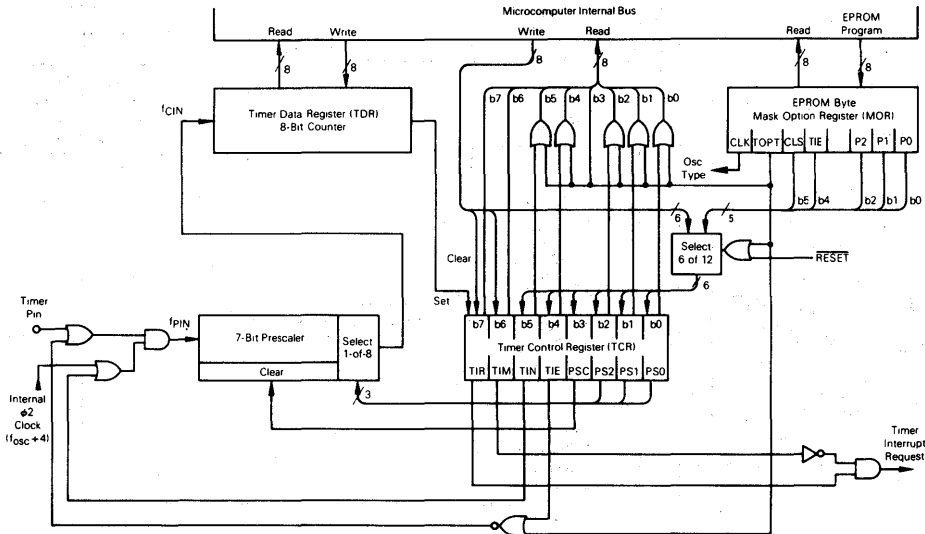 Microcomputer Internal Bus
Read
Write
Write
Read
Read
EPROM
Program
8
8
8
8
8
8
b7
b6
b5
b4
b3
b2
b1
b0
fCIN
Timer Data Register (TDR)
8-Bit Counter
EPROM Byte
Mask Option Register (MOR)
CLK
TOPT
CLS
TIE
P2
P1
P0
Osc
Type
b5
b4
b2
b1
b0
6
5
Clear
Select
6 of 12
RESET
6
Set
Timer
Pin
fPIN
7-Bit Prescaler
Select
1-of-8
Clear
b7
b6
b5
b4
b3
b2
b1
b0
Timer Control Register (TCR)
TIR
TIM
TIN
TIE
PSC
PS2
PS1
PS0
3
Internal
ϕ2
Clock
(fosc÷4)
Timer
Interrupt
Request